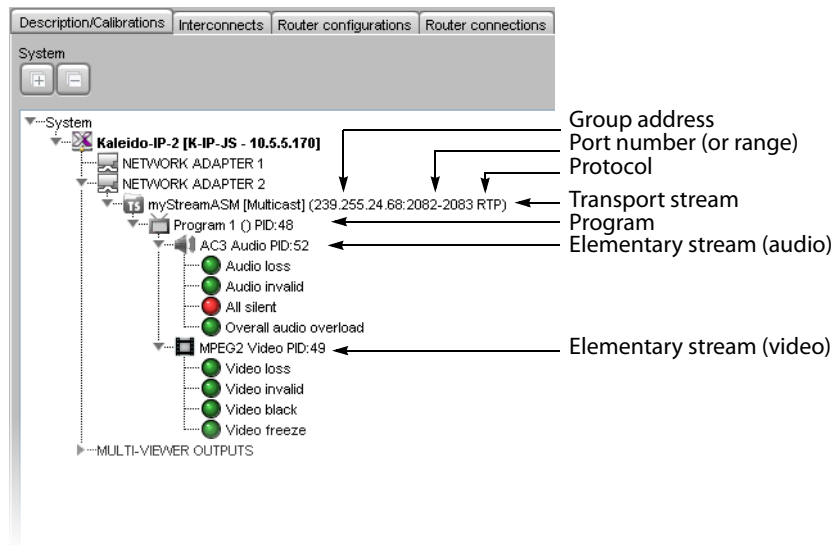 Description/Calibrations Interconnects Router configurations Router connections
System
System
Kaleido-IP-2 [K-IP-JS - 10.5.5.170]
NETWORK ADAPTER 1
NETWORK ADAPTER 2
TS myStreamASM [Multicast] (239.255.24.68:2082-2083 RTP)
Program 1 () PID:48
AC3 Audio PID:52
Audio loss
Audio invalid
All silent
Overall audio overload
MPEG2 Video PID:49
Video loss
Video invalid
Video black
Video freeze
MULTI-VIEWER OUTPUTS
Group address
Port number (or range)
Protocol
Transport stream
Program
Elementary stream (audio)
Elementary stream (video)